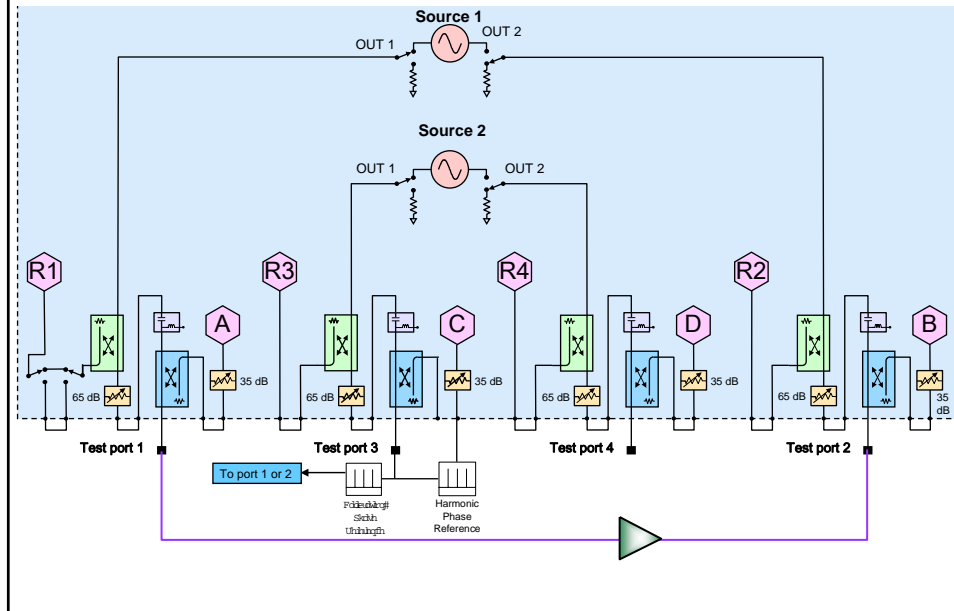 Source 1
OUT 1
OUT 2
Source 2
OUT 1
OUT 2
R1
R3
R4
R2
A
C
D
B
65 dB
35 dB
65 dB
35 dB
65 dB
35 dB
65 dB
35
dB
Test port 1
Test port 3
Test port 4
Test port 2
To port 1 or 2
Harmonic
Phase
Reference